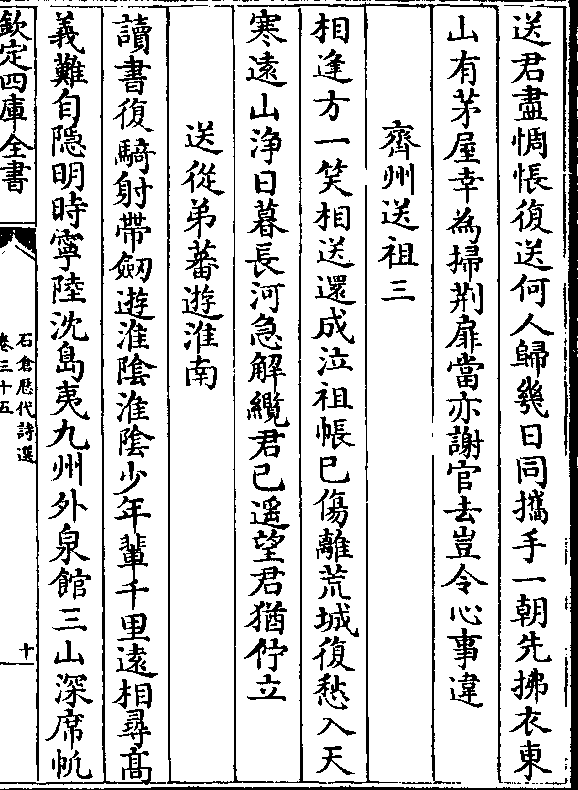 送君盡惆悵復送何人歸幾日同攜手一朝先拂衣東
山有茅屋幸為掃荆扉當亦謝官去豈令心事違
齊州送祖三
相逢方一笑相送還成泣祖帳已傷離荒城復愁入天
寒遠山浄日暮長河急解纜君已遥望君猶佇立
送從弟蕃遊淮南
讀書復騎射帶劒遊淮陰淮陰少年輩千里遠相尋髙
義難自隠明時寧陸沈島夷九州外泉館三山深席帆
欽定四庫全書
石倉歷代詩選
卷三十五
十